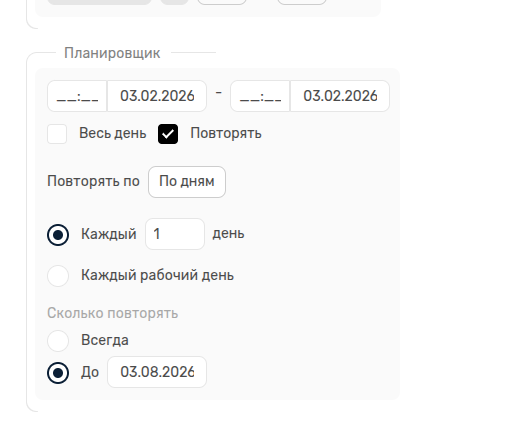 Планировщик
__:__ 03.02.2026 - __:__ 03.02.2026
Весь день Повторять
Повторять по По дням
Каждый 1 день
Каждый рабочий день
Сколько повторять
Всегда
До 03.08.2026